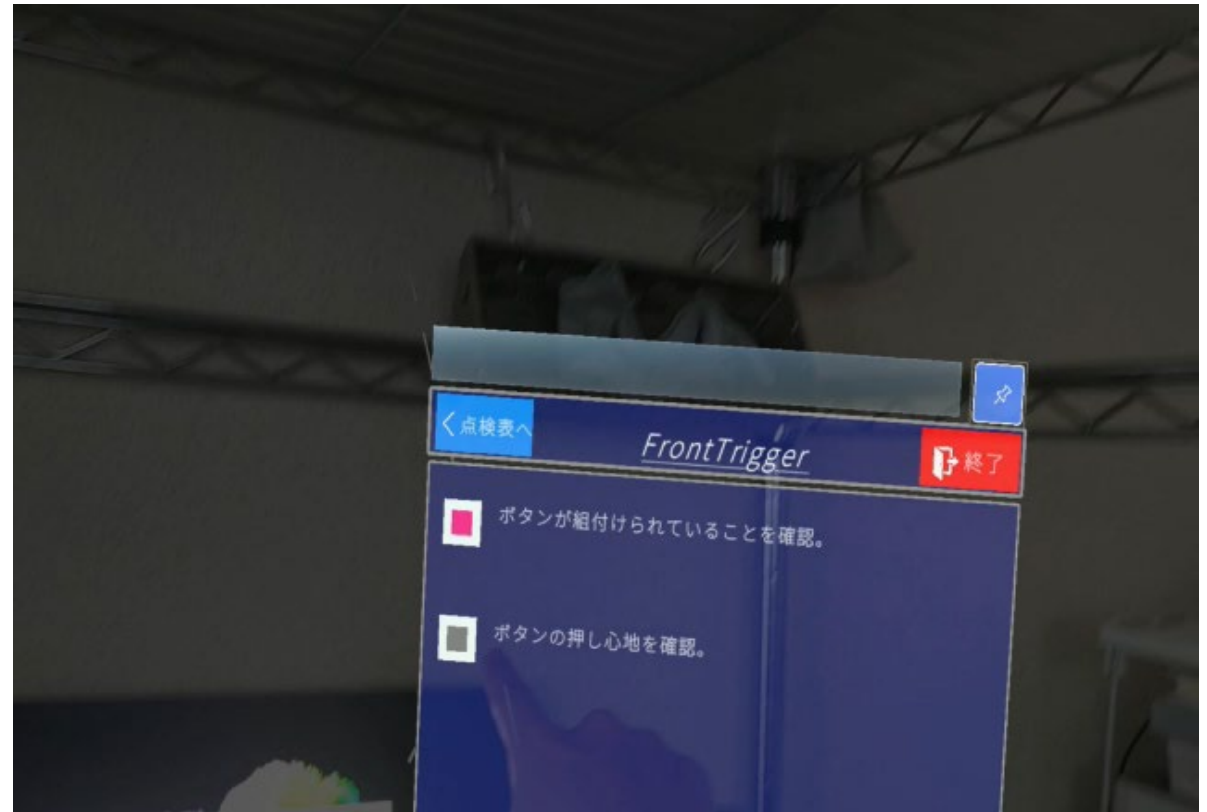 点検表へ
FrontTrigger
終了
ボタンが組付けられていることを確認。
ボタンの押し心地を確認。